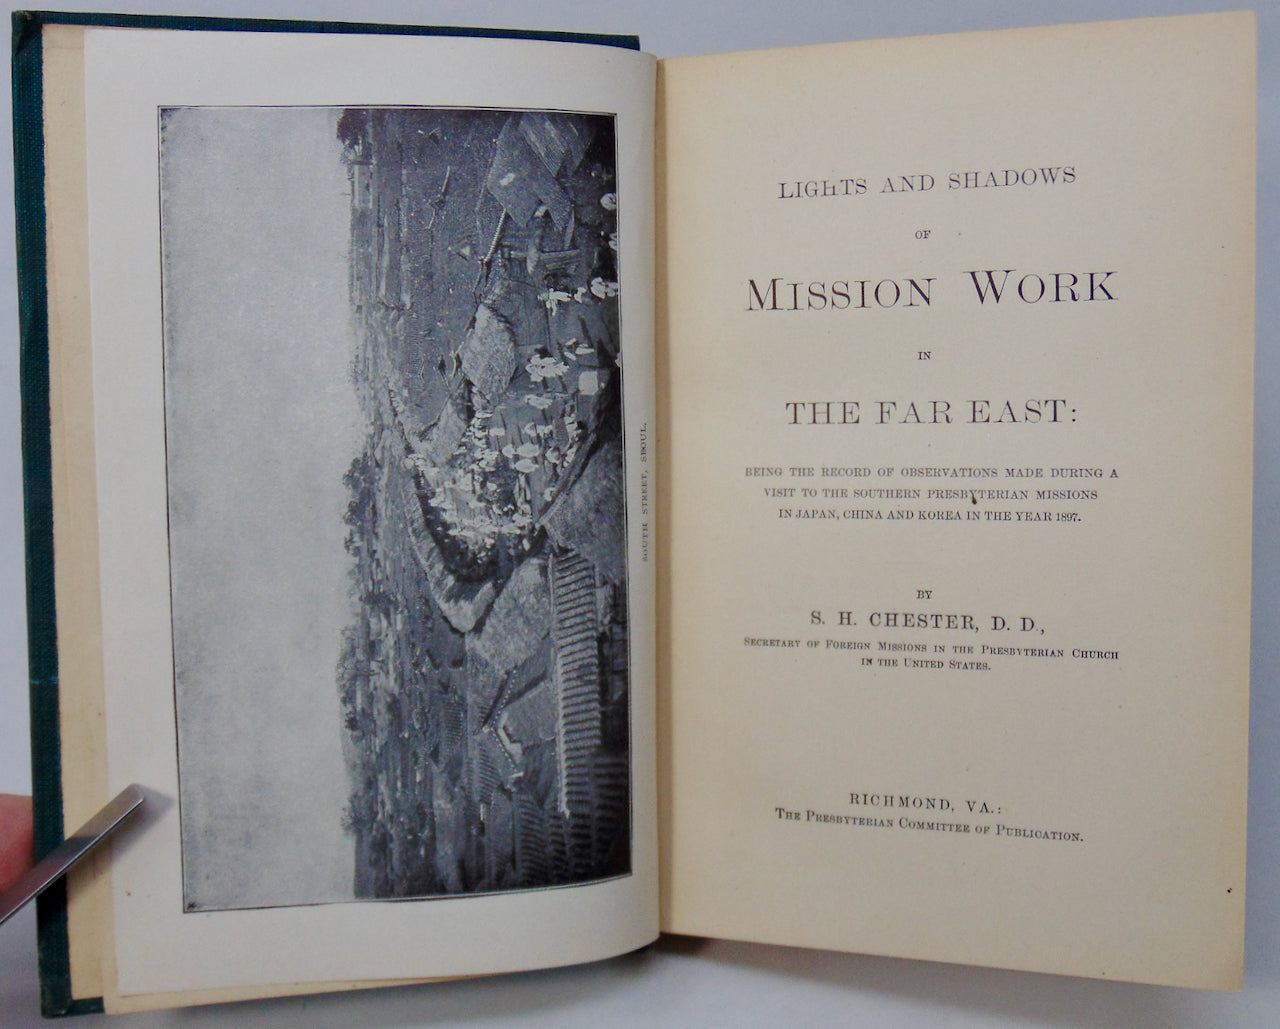 SOUTH STREET, SEOUL.
LIGHTS AND SHADOWS
OF
MISSION WORK
IN
THE FAR EAST:
BEING THE RECORD OF OBSERVATIONS MADE DURING A
VISIT TO THE SOUTHERN PRESBYTERIAN MISSIONS
IN JAPAN, CHINA AND KOREA IN THE YEAR 1897.
BY
S. H. CHESTER, D. D.,
SECRETARY OF FOREIGN MISSIONS IN THE PRESBYTERIAN CHURCH
IN THE UNITED STATES.
RICHMOND, VA.:
THE PRESBYTERIAN COMMITTEE OF PUBLICATION.